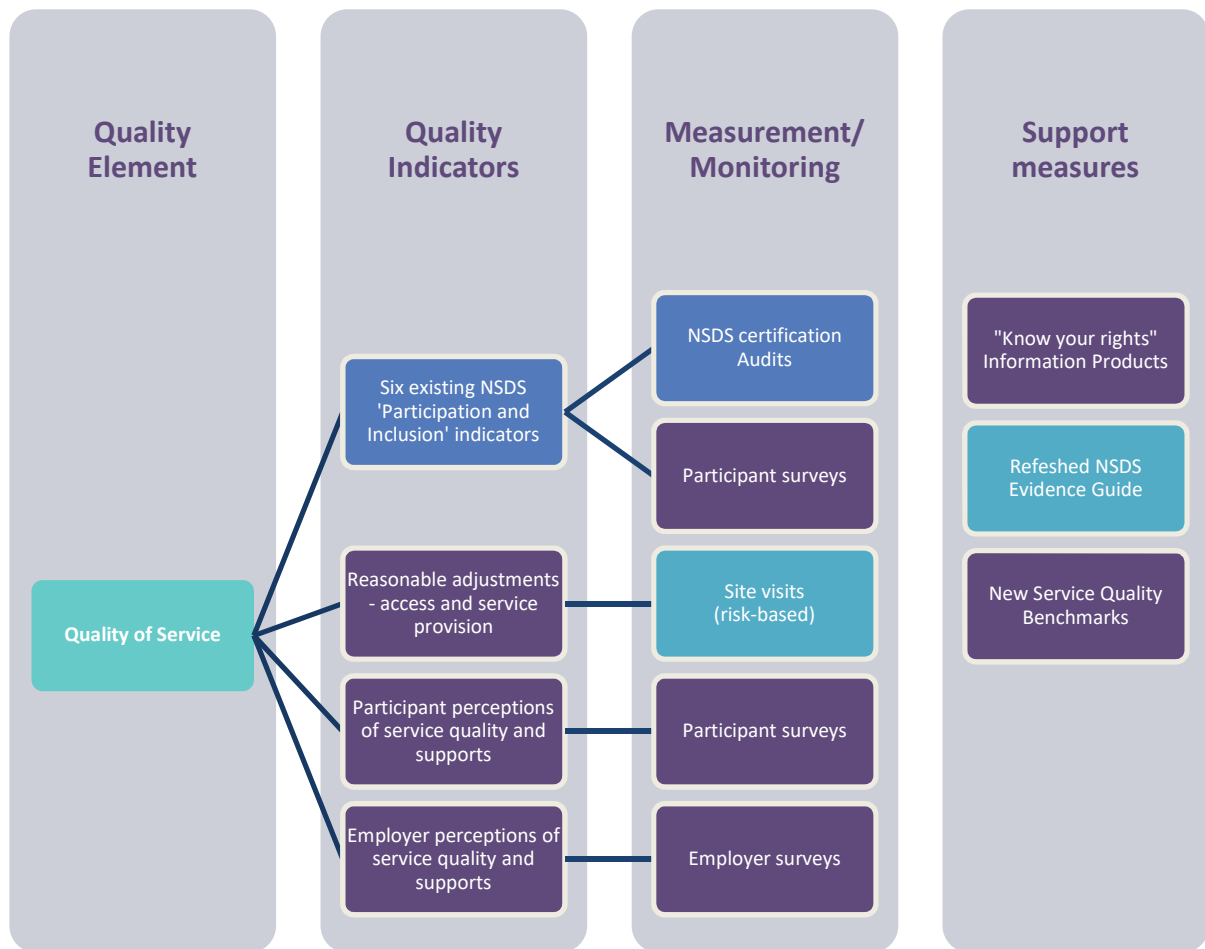 Quality
Element
Quality
Indicators
Measurement/
Monitoring
Support
measures
Quality of Service
Six existing NSDS
'Participation and
Inclusion' indicators
Reasonable adjustments
- access and service
provision
Participant perceptions
of service quality and
supports
Employer perceptions of
service quality and
supports
NSDS certification
Audits
Participant surveys
Site visits
(risk-based)
Participant surveys
Employer surveys
"Know your rights"
Information Products
Refeshed NSDS
Evidence Guide
New Service Quality
Benchmarks